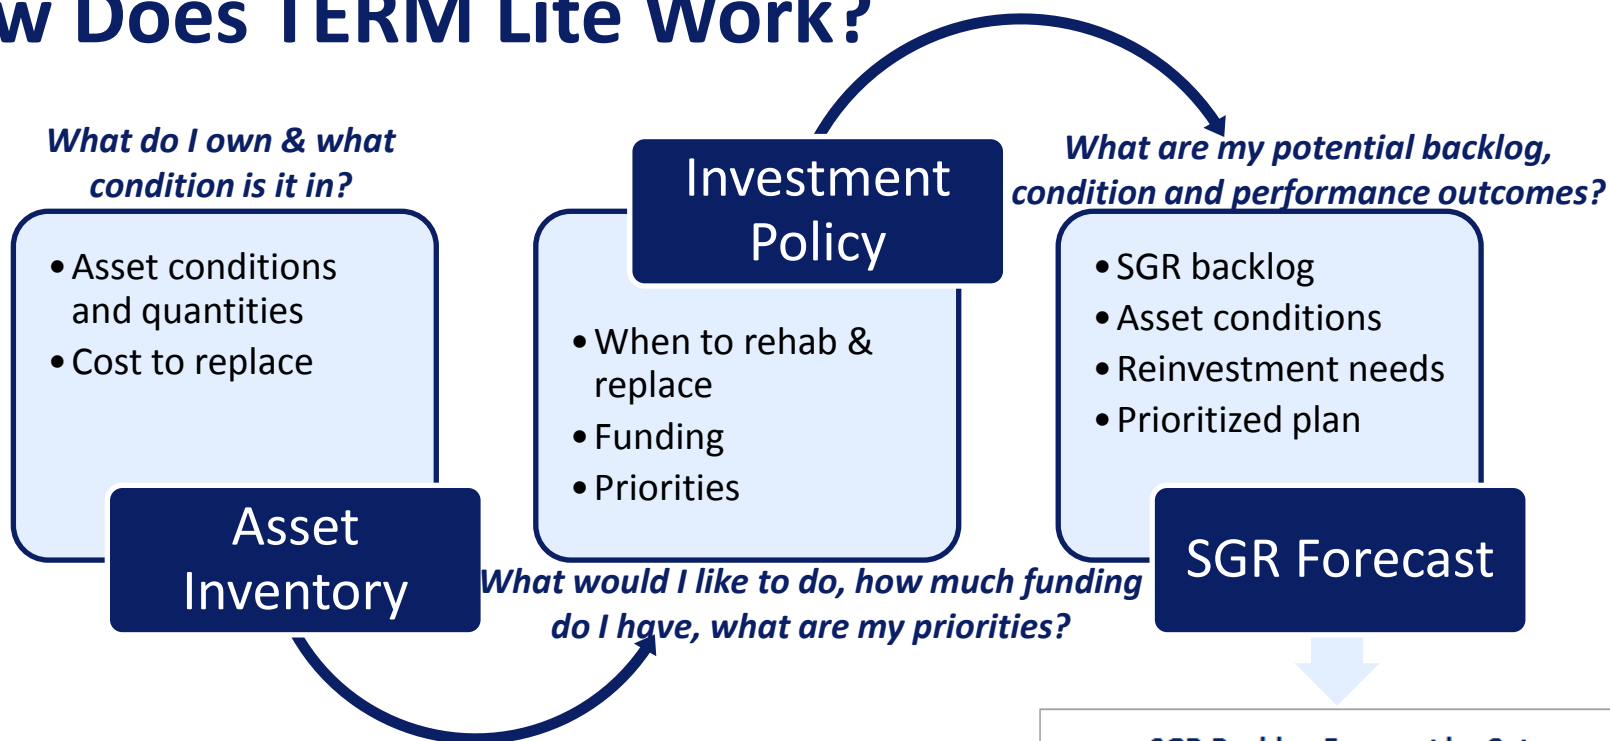 w Does TERM Lite Work?
What do I own & what
condition is it in?
• Asset conditions
and quantities
• Cost to replace
Asset
Inventory
Investment
Policy
• When to rehab &
replace
• Funding
• Priorities
What would I like to do, how much funding
do I have, what are my priorities?
What are my potential backlog,
condition and performance outcomes?
• SGR backlog
• Asset conditions
• Reinvestment needs
• Prioritized plan
SGR Forecast